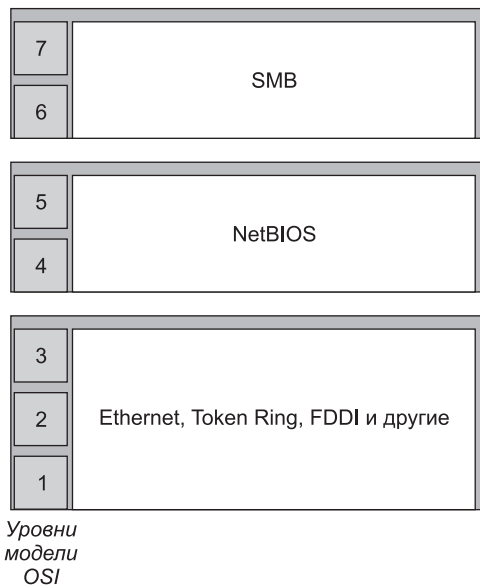 7
SMB
6
5
NetBIOS
4
3
2
Ethernet, Token Ring, FDDI и другие
1
Уровни
модели
OSI